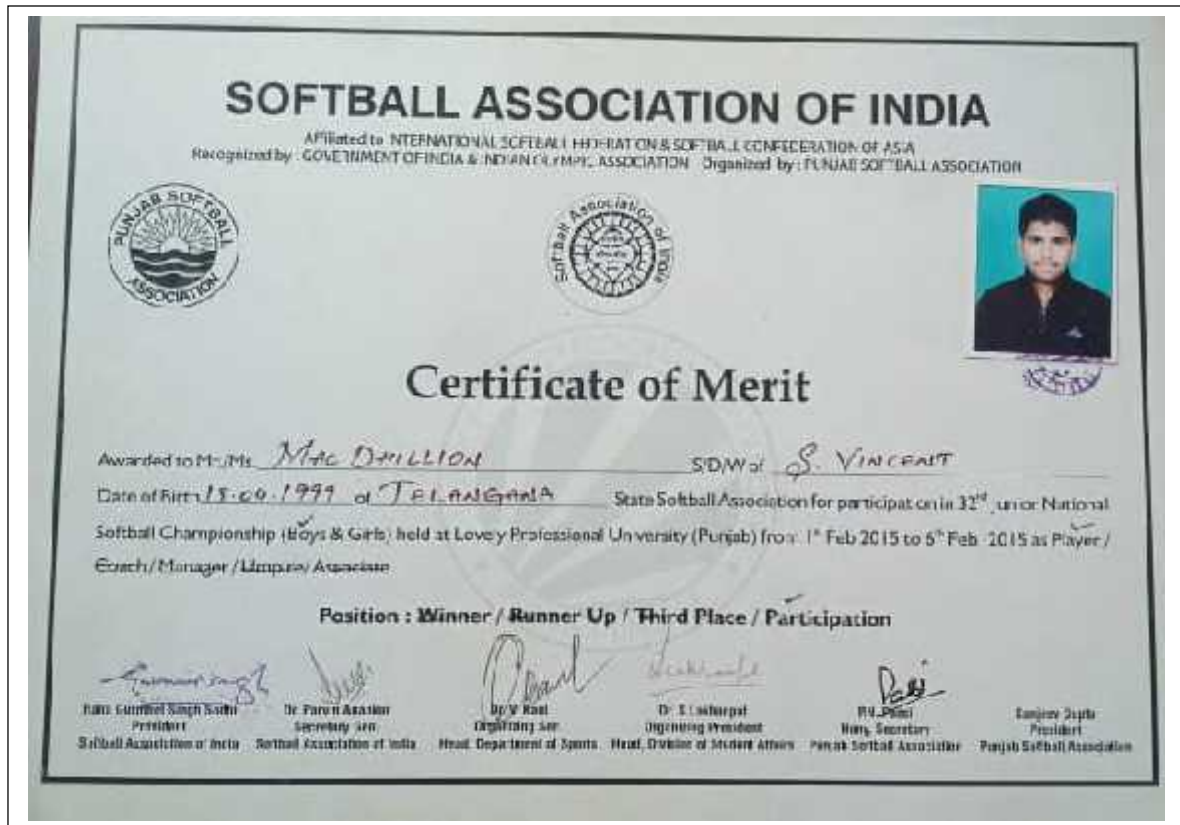 SOFTBALL ASSOCIATION OF INDIA
Affiliated to INTERNATIONAL SOFTBALL FEDERATION & SOFTBALL CONFEDERATION OF ASIA
Recognized by : GOVERNMENT OF INDIA & INDIAN OLYMPIC ASSOCIATION Organized by : PUNJAB SOFTBALL ASSOCIATION
PUNJAB SOFTBALL ASSOCIATION
Softball Association of India
Certificate of Merit
Awarded to Mr./Ms. MAC DHILLION S/D/W of S. VINCENT
Date of Birth 1999 of TELANGANA State Softball Association for participation in 32nd Junior National
Softball Championship (Boys & Girls) held at Lovely Professional University (Punjab) from 1st Feb 2015 to Feb 2015 as Player /
Coach / Manager / Umpire / Associate
Position : Winner / Runner Up / Third Place / Participation
Dr. V Kaul
President Secretary Gen. Organizing Sec. Organizing President Hony. Secretary President
Softball Association of India Softball Association of India Head, Department of Sports Head, Division of Student Affairs Punjab Softball Association Punjab Softball Association